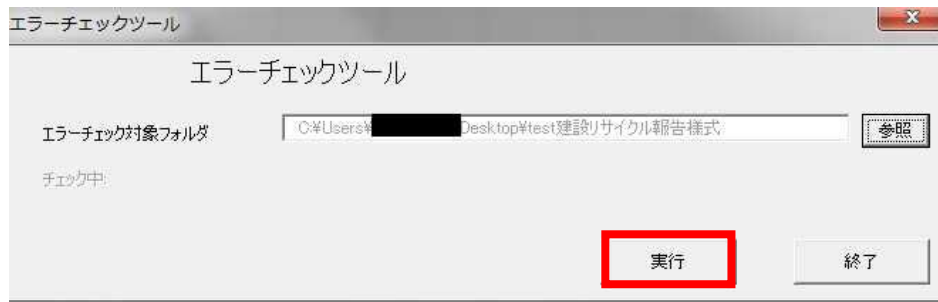 エラーチェックツール
エラーチェックツール
エラーチェック対象フォルダ C:¥Users¥ Desktop¥test建設リサイクル報告様式 参照
チェック中:
実行 終了